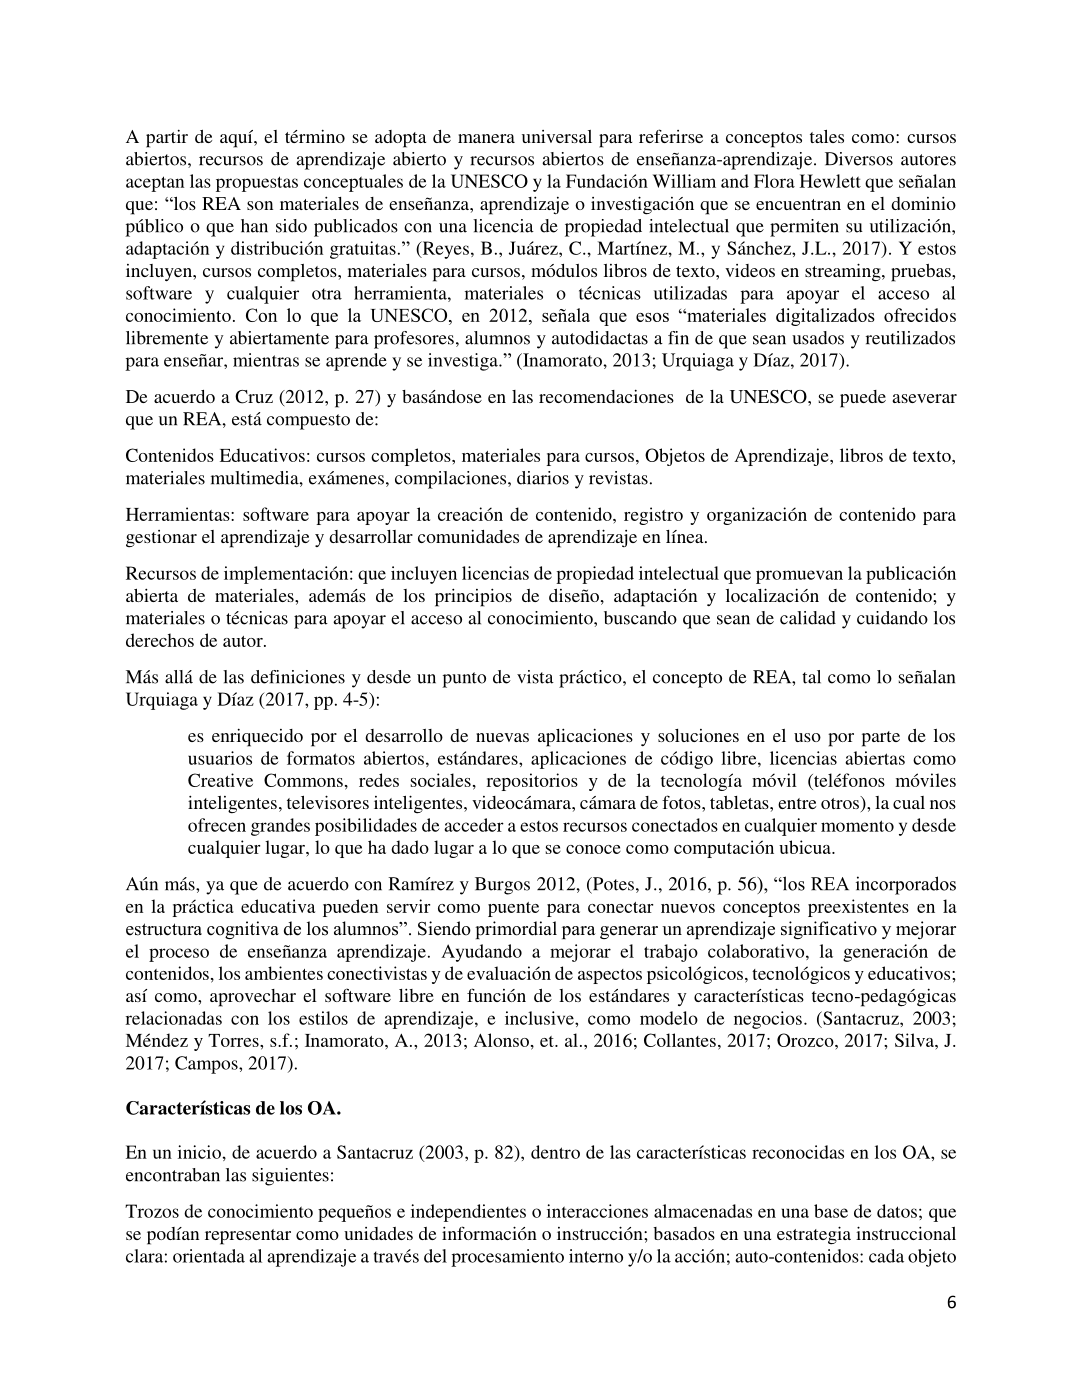 A partir de aquí, el término se adopta de manera universal para referirse a conceptos tales como: cursos
abiertos, recursos de aprendizaje abierto y recursos abiertos de enseñanza-aprendizaje. Diversos autores
aceptan las propuestas conceptuales de la UNESCO y la Fundación William and Flora Hewlett que señalan
que: “los REA son materiales de enseñanza, aprendizaje o investigación que se encuentran en el dominio
público o que han sido publicados con una licencia de propiedad intelectual que permiten su utilización,
adaptación y distribución gratuitas.” (Reyes, B., Juárez, C., Martínez, M., y Sánchez, J.L., 2017). Y estos
incluyen, cursos completos, materiales para cursos, módulos libros de texto, videos en streaming, pruebas,
software y cualquier otra herramienta, materiales o técnicas utilizadas para apoyar el acceso al
conocimiento. Con lo que la UNESCO, en 2012, señala que esos “materiales digitalizados ofrecidos
libremente y abiertamente para profesores, alumnos y autodidactas a fin de que sean usados y reutilizados
para enseñar, mientras se aprende y se investiga.” (Inamorato, 2013; Urquiaga y Díaz, 2017).
De acuerdo a Cruz (2012, p. 27) y basándose en las recomendaciones  de la UNESCO, se puede aseverar
que un REA, está compuesto de:
Contenidos Educativos: cursos completos, materiales para cursos, Objetos de Aprendizaje, libros de texto,
materiales multimedia, exámenes, compilaciones, diarios y revistas.
Herramientas: software para apoyar la creación de contenido, registro y organización de contenido para
gestionar el aprendizaje y desarrollar comunidades de aprendizaje en línea.
Recursos de implementación: que incluyen licencias de propiedad intelectual que promuevan la publicación
abierta de materiales, además de los principios de diseño, adaptación y localización de contenido; y
materiales o técnicas para apoyar el acceso al conocimiento, buscando que sean de calidad y cuidando los
derechos de autor.
Más allá de las definiciones y desde un punto de vista práctico, el concepto de REA, tal como lo señalan
Urquiaga y Díaz (2017, pp. 4-5):
es enriquecido por el desarrollo de nuevas aplicaciones y soluciones en el uso por parte de los
usuarios de formatos abiertos, estándares, aplicaciones de código libre, licencias abiertas como
Creative Commons, redes sociales, repositorios y de la tecnología móvil (teléfonos móviles
inteligentes, televisores inteligentes, videocámara, cámara de fotos, tabletas, entre otros), la cual nos
ofrecen grandes posibilidades de acceder a estos recursos conectados en cualquier momento y desde
cualquier lugar, lo que ha dado lugar a lo que se conoce como computación ubicua.
Aún más, ya que de acuerdo con Ramírez y Burgos 2012, (Potes, J., 2016, p. 56), “los REA incorporados
en la práctica educativa pueden servir como puente para conectar nuevos conceptos preexistentes en la
estructura cognitiva de los alumnos”. Siendo primordial para generar un aprendizaje significativo y mejorar
el proceso de enseñanza aprendizaje. Ayudando a mejorar el trabajo colaborativo, la generación de
contenidos, los ambientes conectivistas y de evaluación de aspectos psicológicos, tecnológicos y educativos;
así como, aprovechar el software libre en función de los estándares y características tecno-pedagógicas
relacionadas con los estilos de aprendizaje, e inclusive, como modelo de negocios. (Santacruz, 2003;
Méndez y Torres, s.f.; Inamorato, A., 2013; Alonso, et. al., 2016; Collantes, 2017; Orozco, 2017; Silva, J.
2017; Campos, 2017).
Características de los OA.
En un inicio, de acuerdo a Santacruz (2003, p. 82), dentro de las características reconocidas en los OA, se
encontraban las siguientes:
Trozos de conocimiento pequeños e independientes o interacciones almacenadas en una base de datos; que
se podían representar como unidades de información o instrucción; basados en una estrategia instruccional
clara: orientada al aprendizaje a través del procesamiento interno y/o la acción; auto-contenidos: cada objeto
6